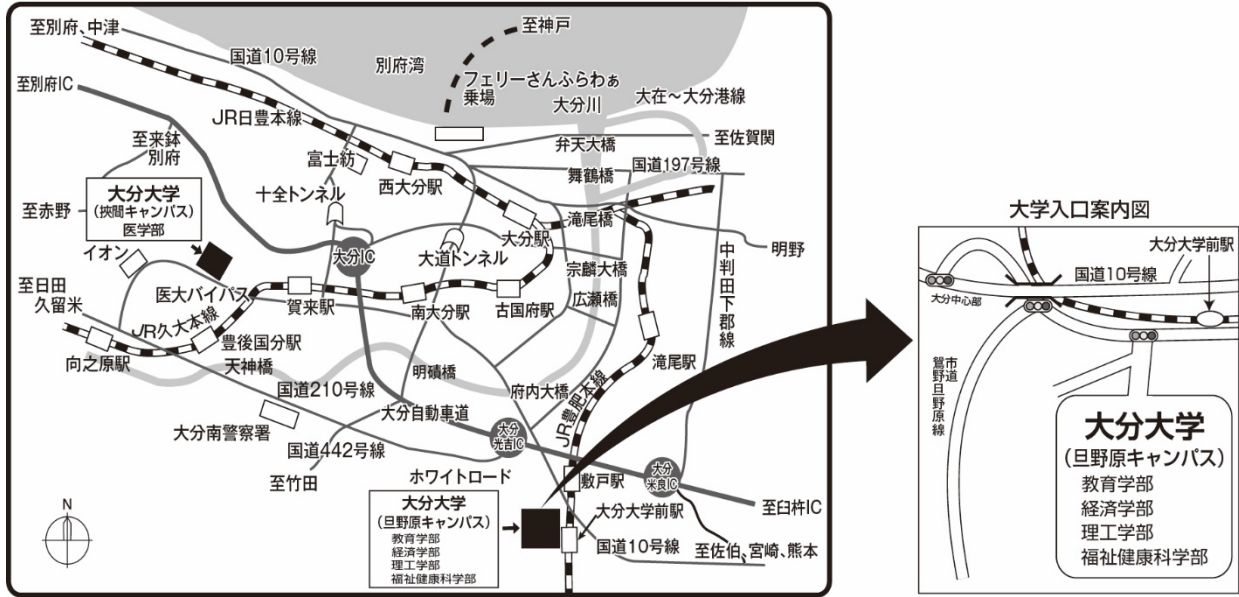 至別府、中津
国道10号線
至神戸
別府湾
フェリーさんふらわぁ
乗場
大分川
大在〜大分港線
至別府IC
JR日豊本線
弁天大橋
至佐賀関
至来鉢
別府
富士紡
舞鶴橋
国道197号線
西大分駅
大分大学
(挾間キャンパス)
医学部
十全トンネル
至赤野
大分駅
滝尾橋
明野
イオン
大分IC
大道トンネル
宗麟大橋
中判田下郡線
至日田
久留米
医大バイパス
賀来駅
南大分駅
古国府駅
広瀬橋
JR久大本線
豊後国分駅
向之原駅
天神橋
滝尾駅
国道210号線
明磧橋
府内大橋
JR豊肥本線
大分自動車道
大分南警察署
国道442号線
大分
光吉IC
至竹田
ホワイトロード
敷戸駅
大分
米良IC
至臼杵IC
大分大学
(旦野原キャンパス)
教育学部
経済学部
理工学部
福祉健康科学部
大分大学前駅
国道10号線
至佐伯、宮崎、熊本
N
大学入口案内図
大分大学前駅
国道10号線
大分中心部
市道
鴛野旦野原線
大分大学
(旦野原キャンパス)
教育学部
経済学部
理工学部
福祉健康科学部